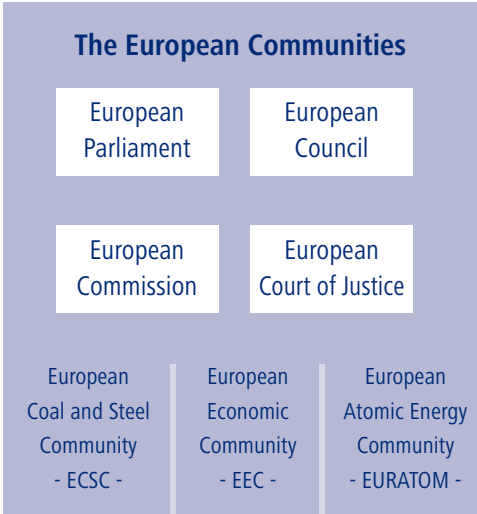 The European Communities
European
Parliament
European
Council
European
Commission
European
Court of Justice
European
Coal and Steel
Community
- ECSC -
European
Economic
Community
- EEC -
European
Atomic Energy
Community
- EURATOM -